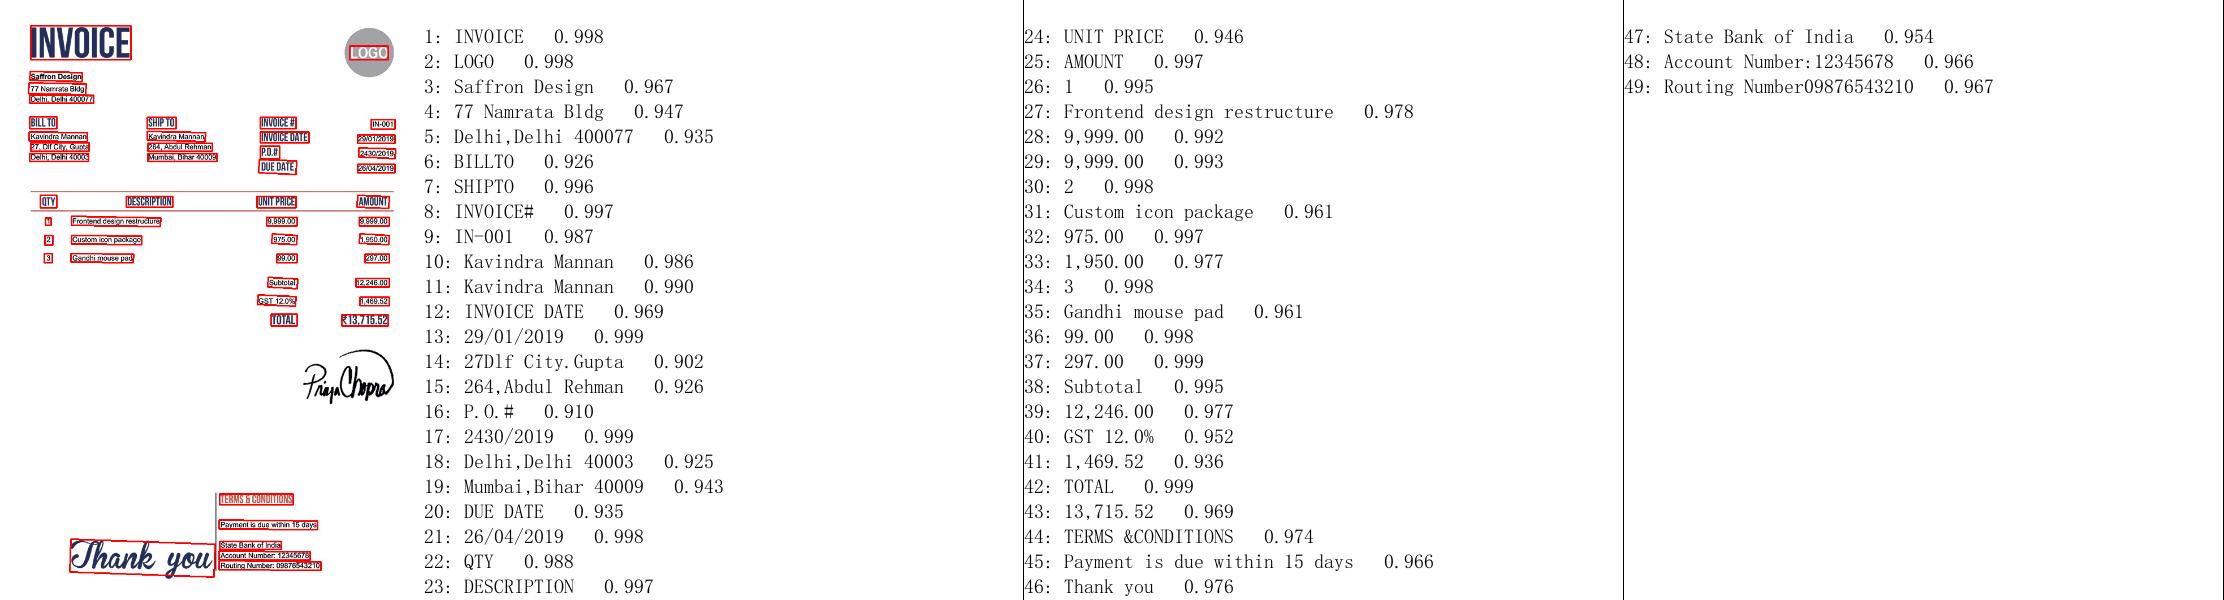 INVOICE
LOGO
Saffron Design
77 Namrata Bldg
Delhi, Delhi 400077
BILL TO SHIP TO INVOICE # IN-001
Kavindra Mannan Kavindra Mannan INVOICE DATE 29/01/2019
27, Dlf City, Gupta 264, Abdul Rehman P.O.# 2430/2019
Delhi, Delhi 40003 Mumbai, Bihar 40009 DUE DATE 26/04/2019
QTY DESCRIPTION UNIT PRICE AMOUNT
1 Frontend design restructure 9,999.00 9,999.00
2 Custom icon package 975.00 1,950.00
3 Gandhi mouse pad 99.00 297.00
Subtotal 12,246.00
GST 12.0% 1,469.52
TOTAL ₹13,715.52
Priya Chopra
TERMS & CONDITIONS
Payment is due within 15 days
Thank you
State Bank of India
Account Number: 12345678
Routing Number: 09876543210
1: INVOICE 0.998
2: LOGO 0.998
3: Saffron Design 0.967
4: 77 Namrata Bldg 0.947
5: Delhi,Delhi 400077 0.935
6: BILLTO 0.926
7: SHIPTO 0.996
8: INVOICE# 0.997
9: IN-001 0.987
10: Kavindra Mannan 0.986
11: Kavindra Mannan 0.990
12: INVOICE DATE 0.969
13: 29/01/2019 0.999
14: 27Dlf City.Gupta 0.902
15: 264,Abdul Rehman 0.926
16: P.O.# 0.910
17: 2430/2019 0.999
18: Delhi,Delhi 40003 0.925
19: Mumbai,Bihar 40009 0.943
20: DUE DATE 0.935
21: 26/04/2019 0.998
22: QTY 0.988
23: DESCRIPTION 0.997
24: UNIT PRICE 0.946
25: AMOUNT 0.997
26: 1 0.995
27: Frontend design restructure 0.978
28: 9,999.00 0.992
29: 9,999.00 0.993
30: 2 0.998
31: Custom icon package 0.961
32: 975.00 0.997
33: 1,950.00 0.977
34: 3 0.998
35: Gandhi mouse pad 0.961
36: 99.00 0.998
37: 297.00 0.999
38: Subtotal 0.995
39: 12,246.00 0.977
40: GST 12.0% 0.952
41: 1,469.52 0.936
42: TOTAL 0.999
43: 13,715.52 0.969
44: TERMS &CONDITIONS 0.974
45: Payment is due within 15 days 0.966
46: Thank you 0.976
47: State Bank of India 0.954
48: Account Number:12345678 0.966
49: Routing Number09876543210 0.967